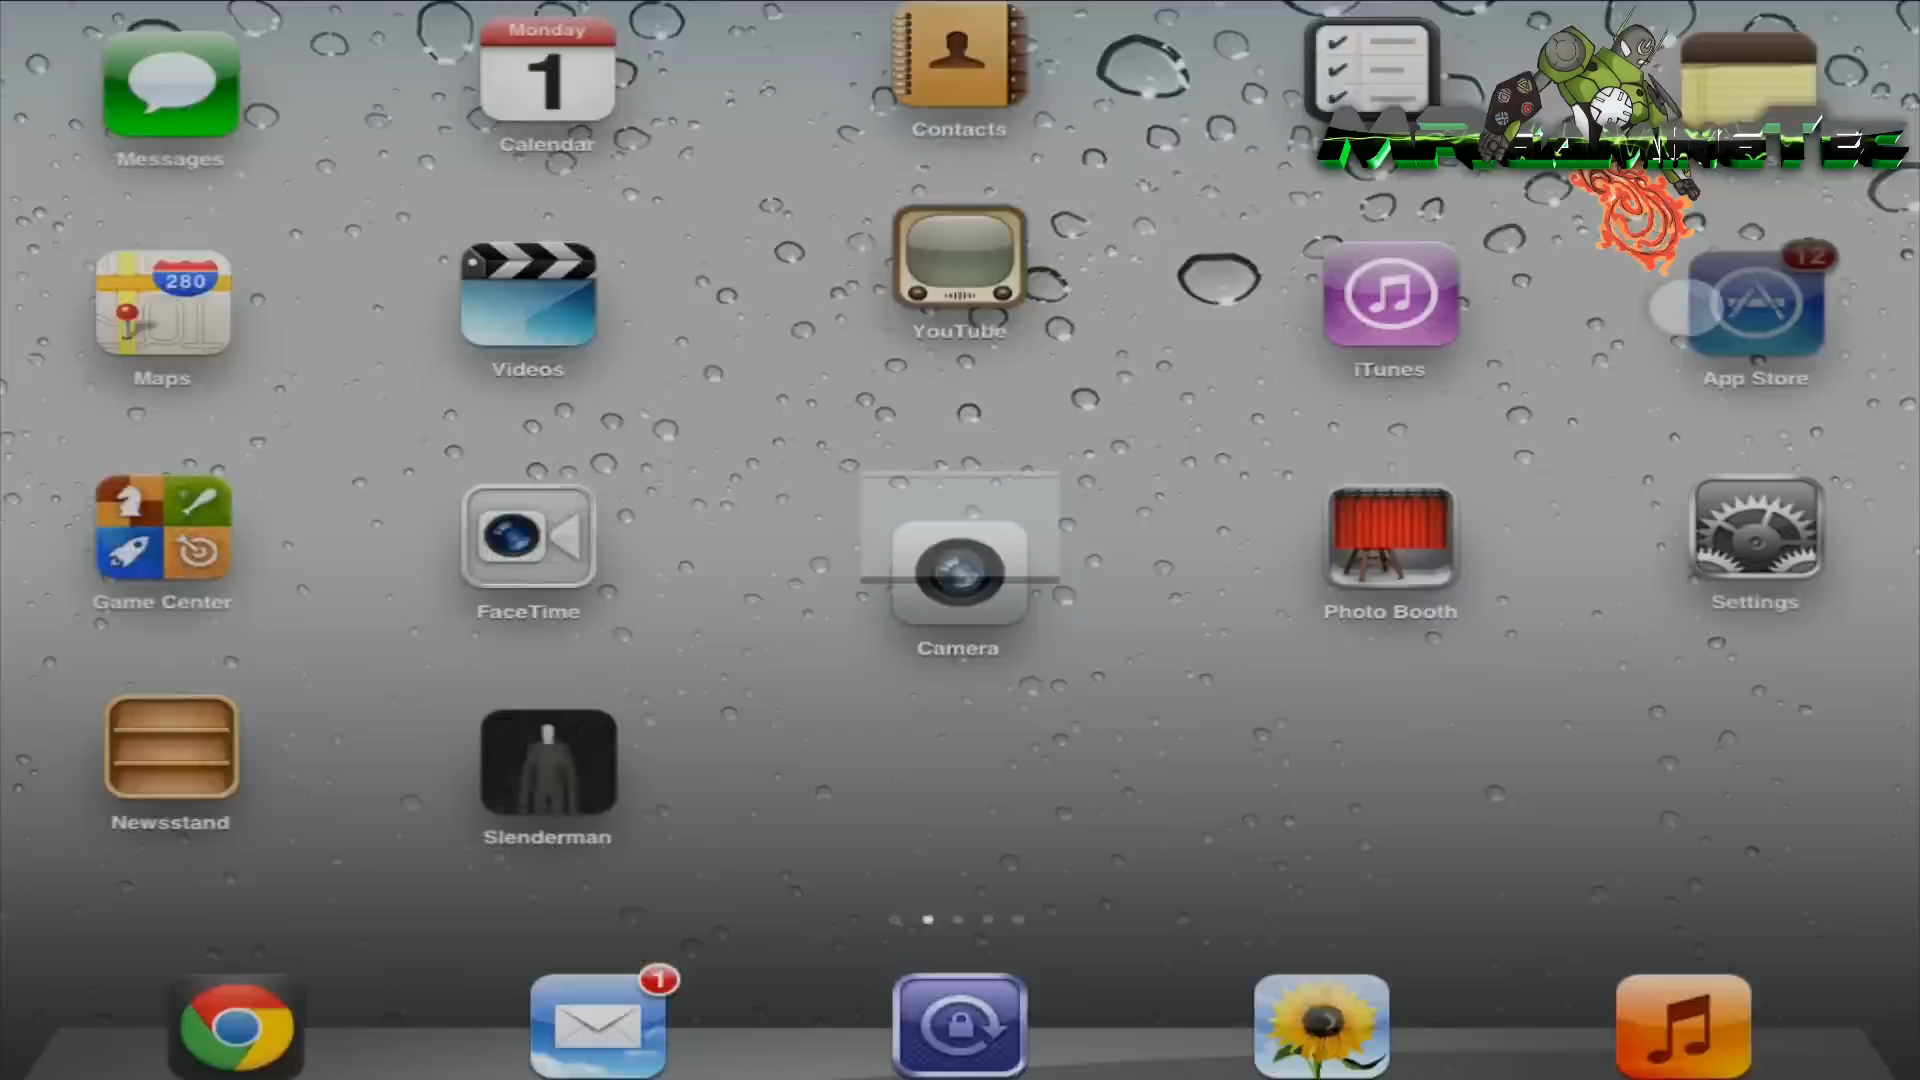 Monday
1
Messages
Calendar
Contacts
280
12
Maps
Videos
YouTube
iTunes
App Store
Game Center
FaceTime
Camera
Photo Booth
Settings
Newsstand
Slenderman
1